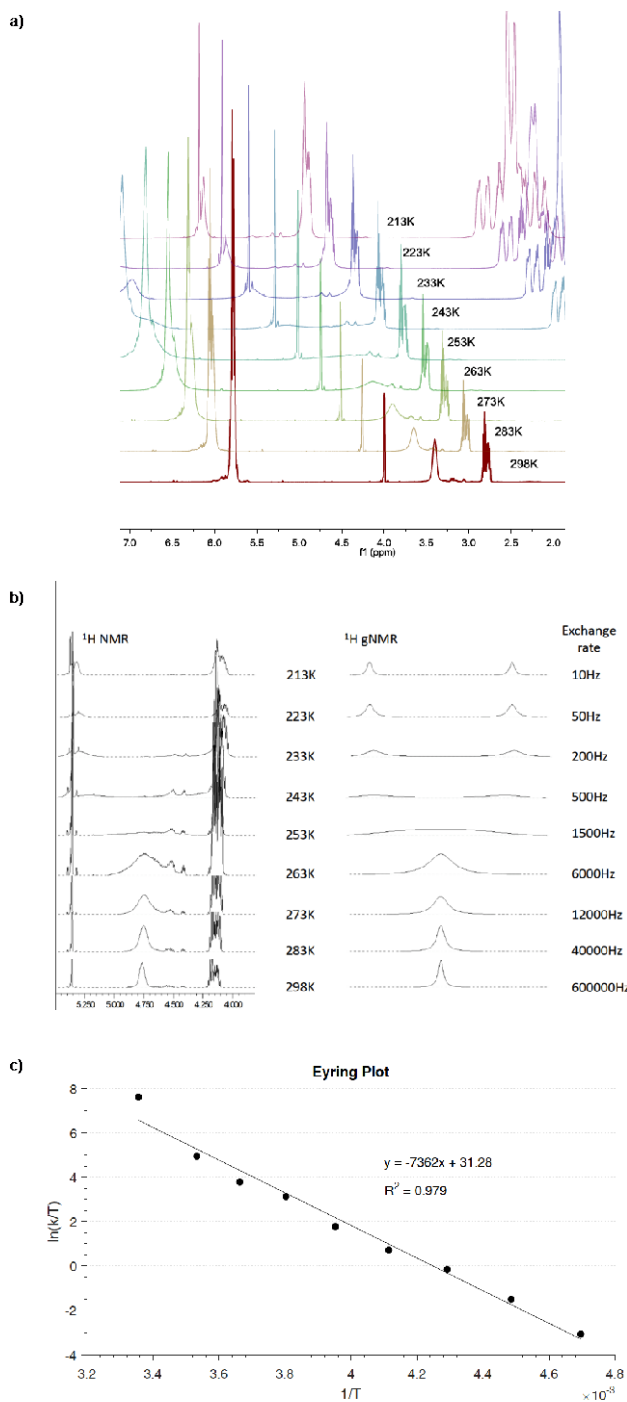 a)
213K
223K
233K
243K
253K
263K
273K
283K
298K
7.0 6.5 6.0 5.5 5.0 4.5 4.0 3.5 3.0 2.5 2.0
f1 (ppm)
b)
¹H NMR ¹H gNMR Exchange rate
213K 10Hz
223K 50Hz
233K 200Hz
243K 500Hz
253K 1500Hz
263K 6000Hz
273K 12000Hz
283K 40000Hz
298K 600000Hz
5.250 4.750 4.500 4.250 4.000
c)
Eyring Plot
8
6
y = -7362x + 31.28
4
R² = 0.979
2
0
-2
-4
ln(k/T)
3.2 3.4 3.6 3.8 4 4.2 4.4 4.6 4.8
1/T
×10⁻³